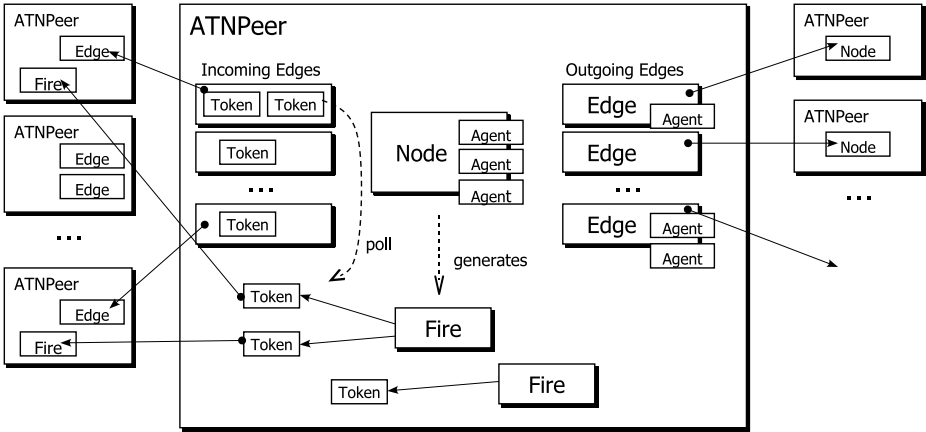 ATNPeer
Edge
Fire
ATNPeer
Edge
Edge
...
ATNPeer
Edge
Fire
ATNPeer
Incoming Edges
Token Token
Token
...
Token
poll
Node
Agent
Agent
Agent
generates
Token
Token
Fire
Token
Fire
Outgoing Edges
Edge
Agent
Edge
...
Edge
Agent
Agent
ATNPeer
Node
ATNPeer
Node
...